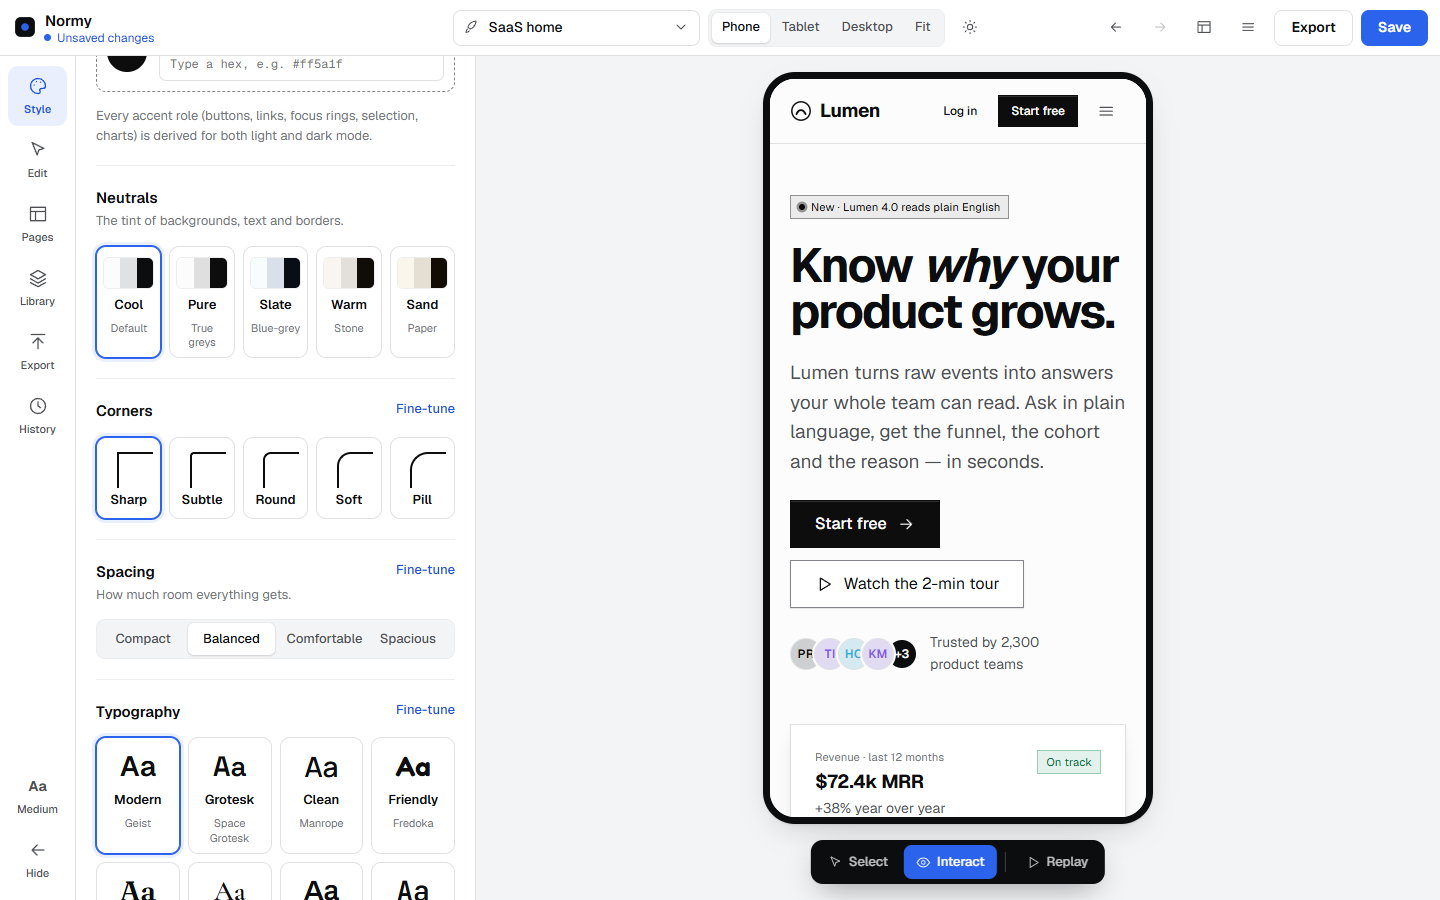 Normy
Unsaved changes
SaaS home
Phone
Tablet
Desktop
Fit
Export
Save
Style
Edit
Pages
Library
Export
History
Aa
Medium
Hide
Type a hex, e.g. #ff5a1f
Every accent role (buttons, links, focus rings, selection,
charts) is derived for both light and dark mode.
Neutrals
The tint of backgrounds, text and borders.
Cool
Default
Pure
True
greys
Slate
Blue-grey
Warm
Stone
Sand
Paper
Corners
Fine-tune
Sharp
Subtle
Round
Soft
Pill
Spacing
Fine-tune
How much room everything gets.
Compact
Balanced
Comfortable
Spacious
Typography
Fine-tune
Aa
Modern
Geist
Aa
Grotesk
Space
Grotesk
Aa
Clean
Manrope
Aa
Friendly
Fredoka
Aa
Aa
Aa
Aa
Lumen
Log in
Start free
New · Lumen 4.0 reads plain English
Know why your
product grows.
Lumen turns raw events into answers
your whole team can read. Ask in plain
language, get the funnel, the cohort
and the reason — in seconds.
Start free
Watch the 2-min tour
PR
TI
HC
KM
+3
Trusted by 2,300
product teams
Revenue · last 12 months
On track
$72.4k MRR
+38% year over year
Select
Interact
Replay